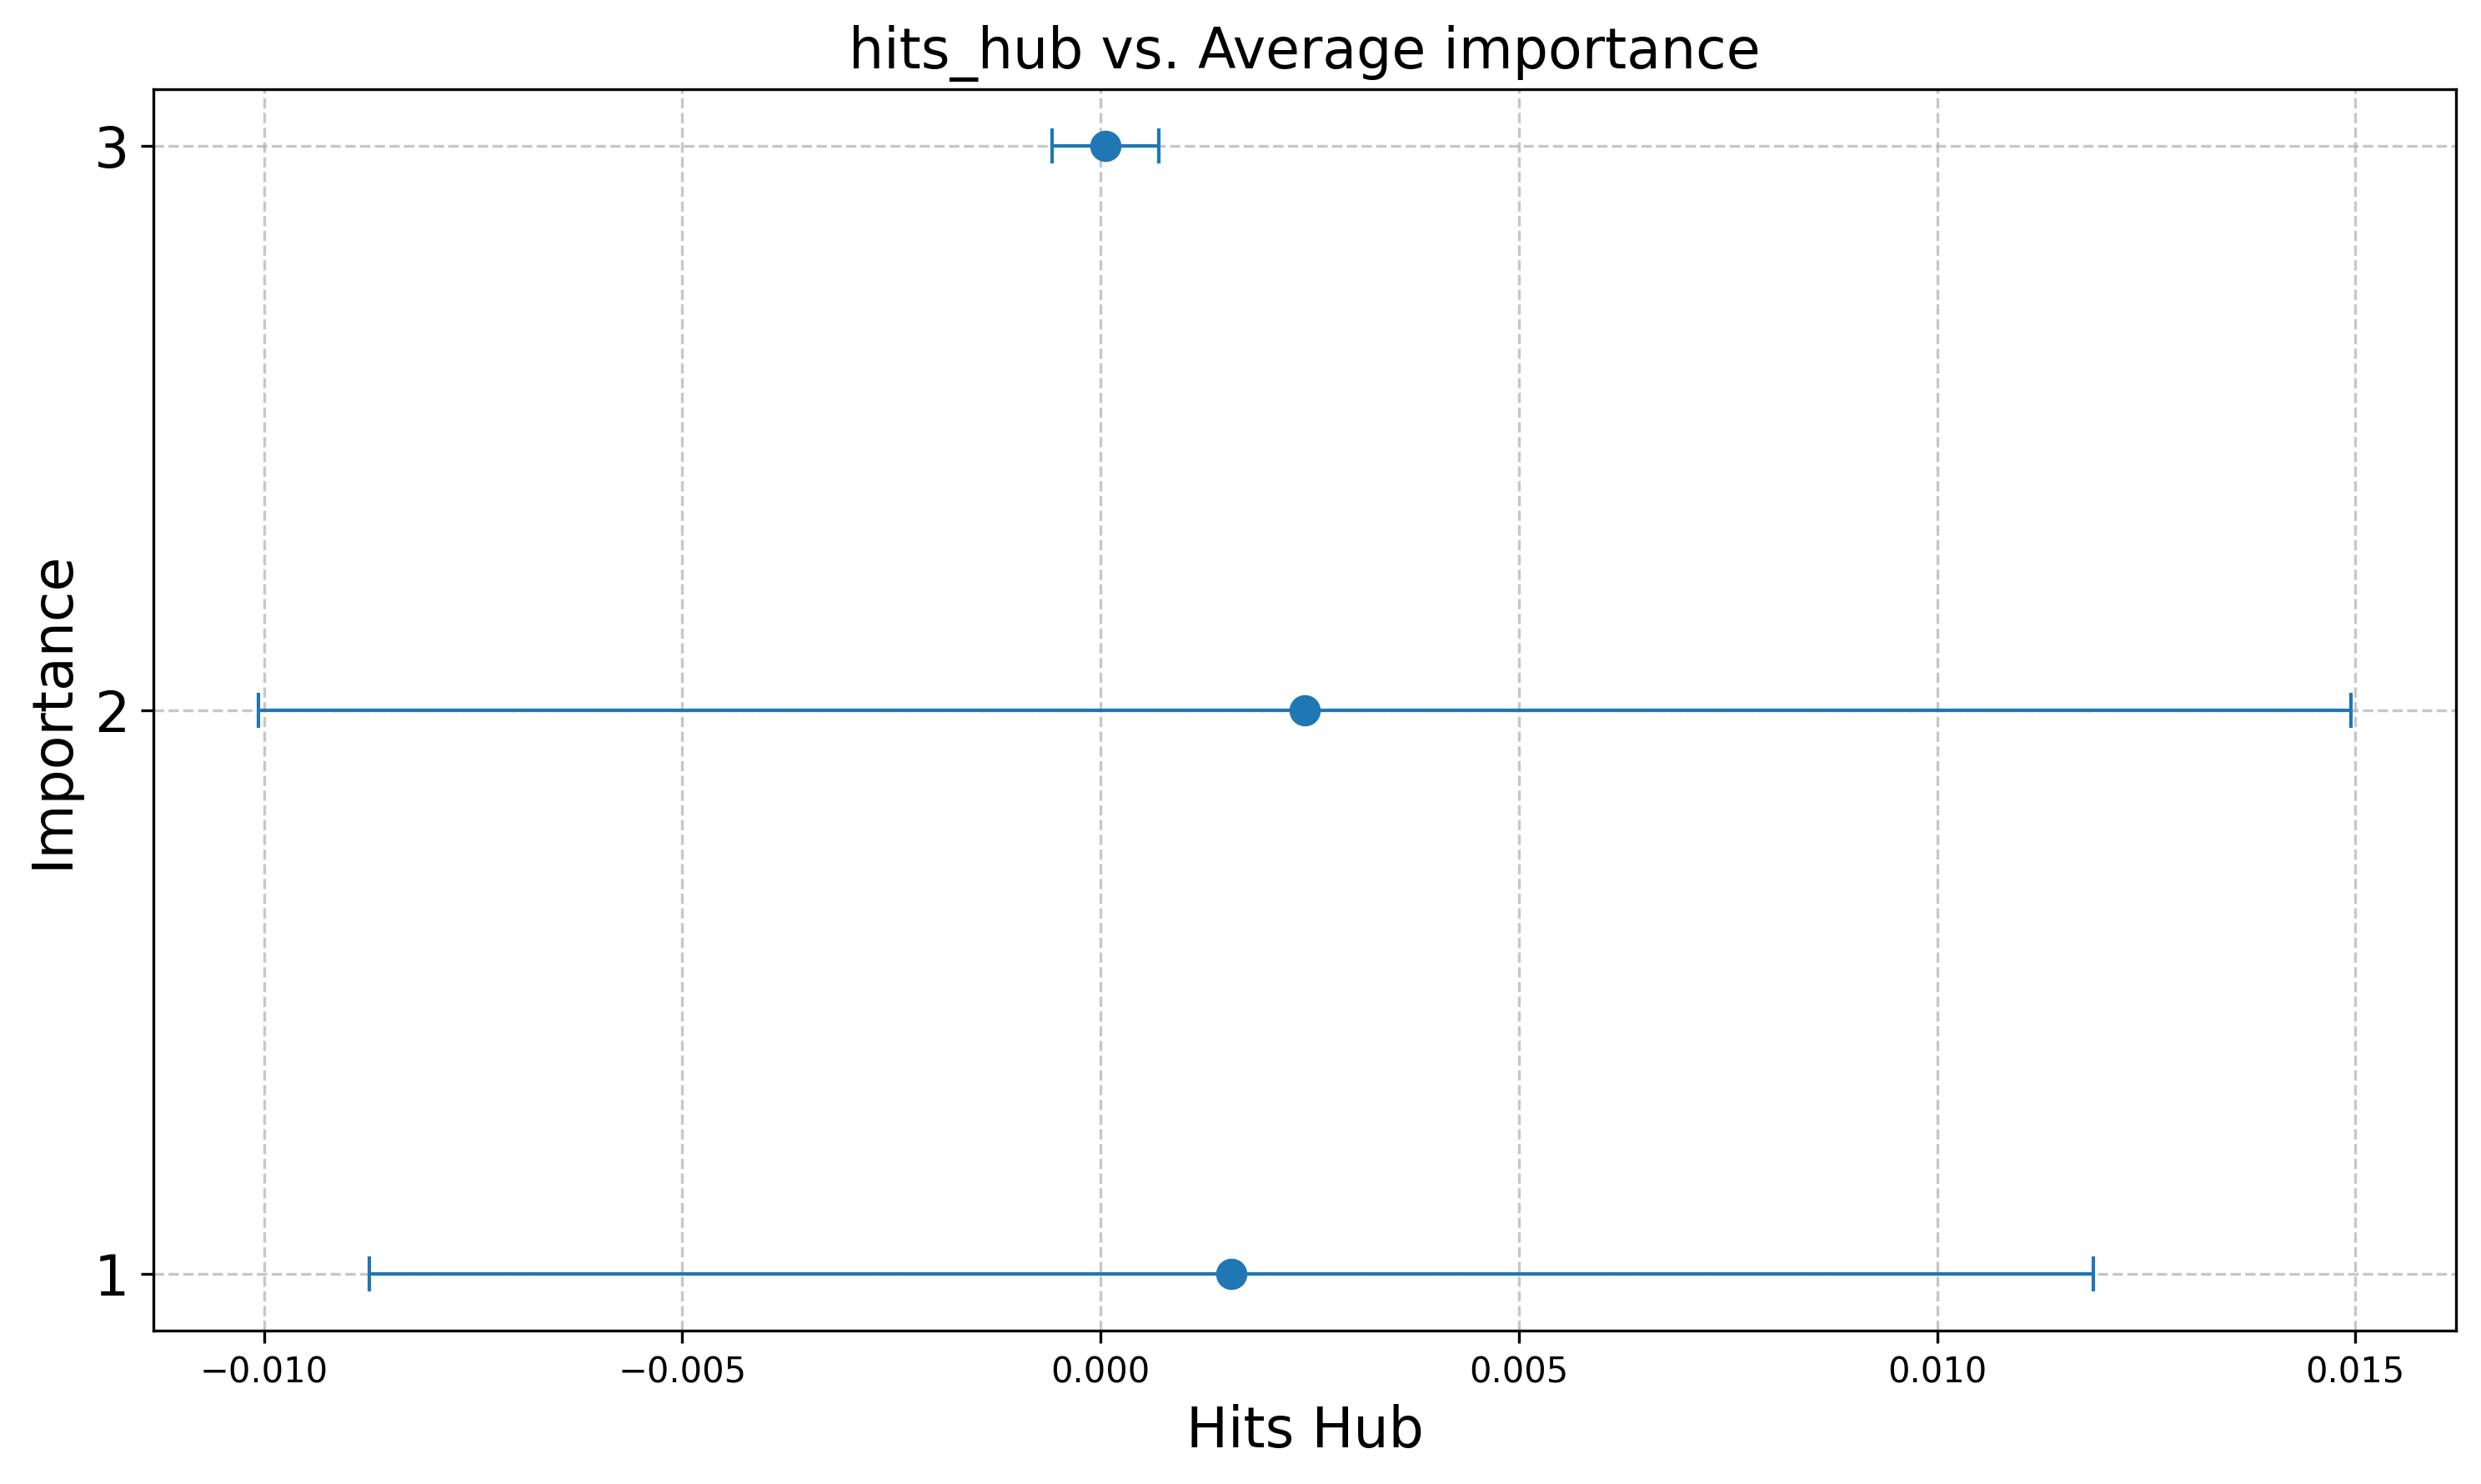 hits_hub vs. Average importance
3
2
1
Importance
−0.010 −0.005 0.000 0.005 0.010 0.015
Hits Hub